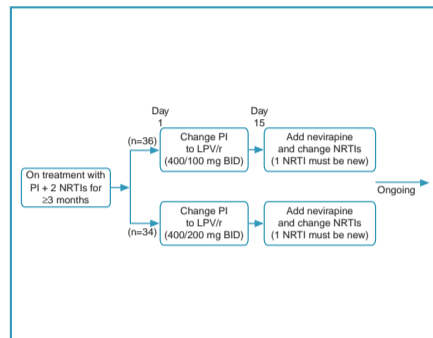 Day
1
Day
15
(n=36)
Change PI
to LPV/r
(400/100 mg BID)
Add nevirapine
and change NRTIs
(1 NRTI must be new)
On treatment with
PI + 2 NRTIs for
≥3 months
Ongoing
(n=34)
Change PI
to LPV/r
(400/200 mg BID)
Add nevirapine
and change NRTIs
(1 NRTI must be new)